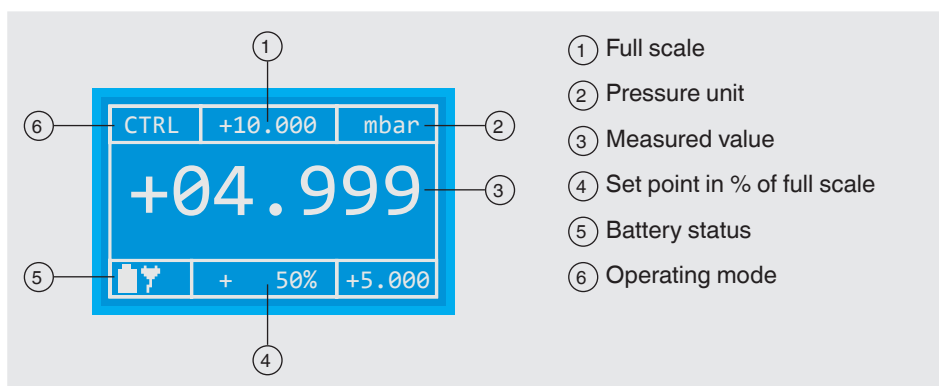 1
6 CTRL +10.000 mbar 2
+04.999 3
5 + 50% +5.000
4
1 Full scale
2 Pressure unit
3 Measured value
4 Set point in % of full scale
5 Battery status
6 Operating mode